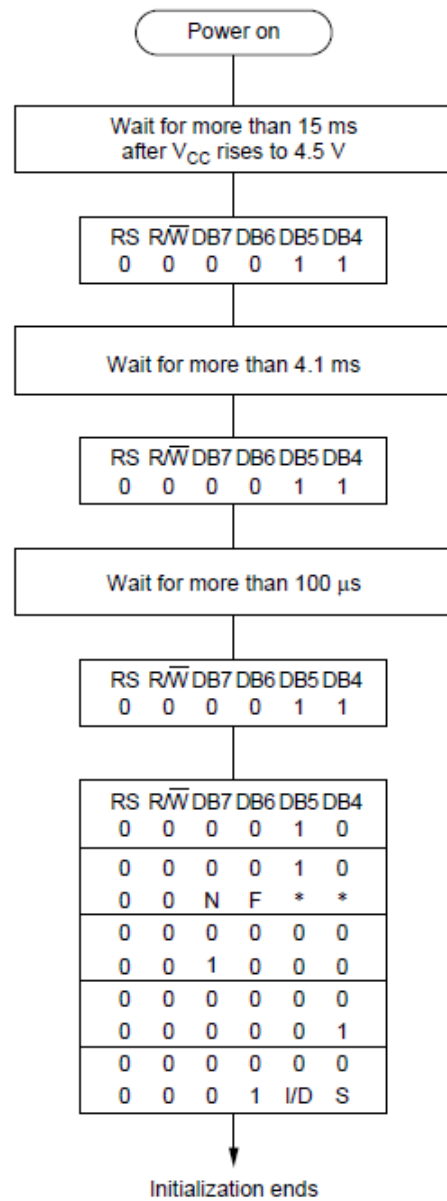 Power on
Wait for more than 15 ms
after VCC rises to 4.5 V
RS R/W̅ DB7 DB6 DB5 DB4
0 0 0 0 1 1
Wait for more than 4.1 ms
RS R/W̅ DB7 DB6 DB5 DB4
0 0 0 0 1 1
Wait for more than 100 μs
RS R/W̅ DB7 DB6 DB5 DB4
0 0 0 0 1 1
RS R/W̅ DB7 DB6 DB5 DB4
0 0 0 0 1 0
0 0 0 0 1 0
0 0 N F * *
0 0 0 0 0 0
0 0 1 0 0 0
0 0 0 0 0 0
0 0 0 0 0 1
0 0 0 0 0 0
0 0 0 1 I/D S
Initialization ends